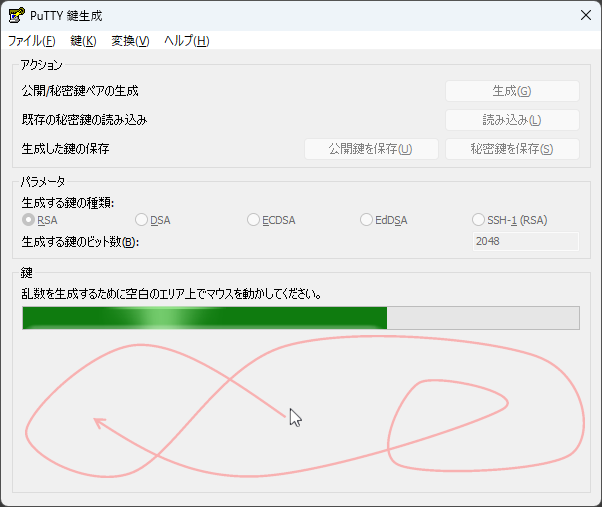 PuTTY 鍵生成
ファイル(F) 鍵(K) 変換(V) ヘルプ(H)
アクション
公開/秘密鍵ペアの生成 生成(G)
既存の秘密鍵の読み込み 読み込み(L)
生成した鍵の保存 公開鍵を保存(U) 秘密鍵を保存(S)
パラメータ
生成する鍵の種類:
RSA DSA ECDSA EdDSA SSH-1 (RSA)
生成する鍵のビット数(B): 2048
鍵
乱数を生成するために空白のエリア上でマウスを動かしてください。